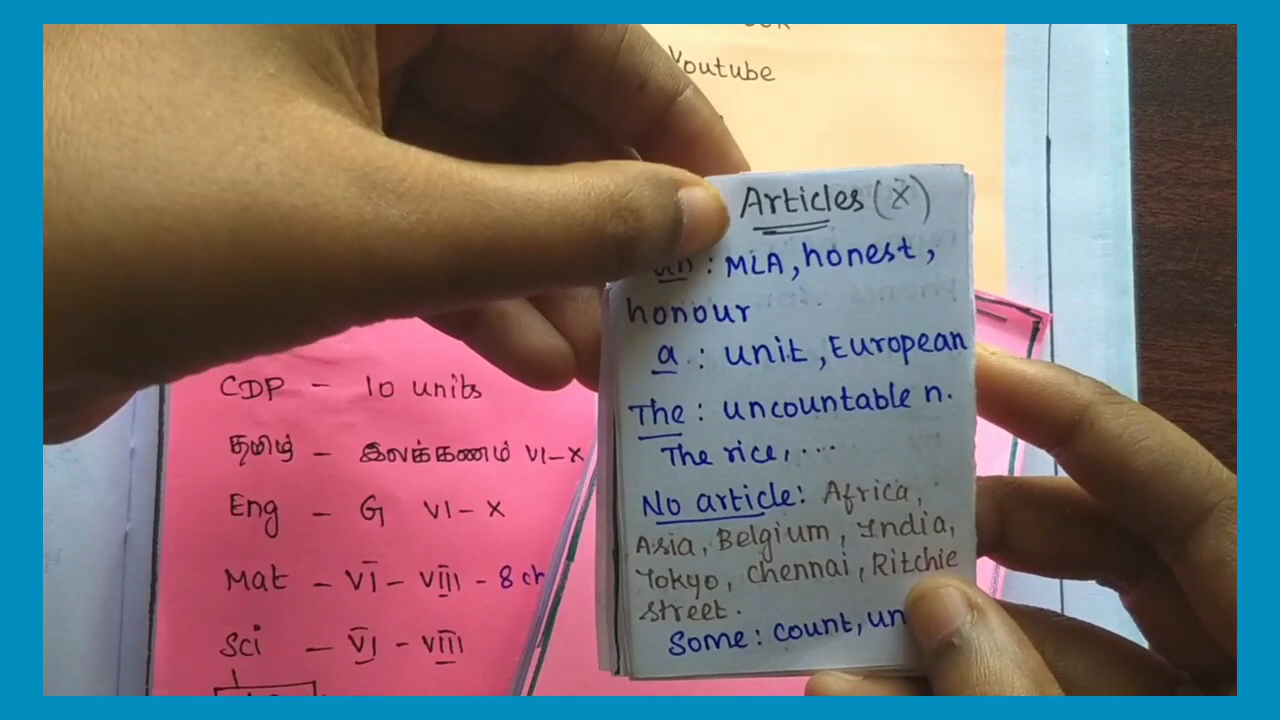 Youtube
Articles (X)
an : MLA, honest,
honour
a : unit, European
The : uncountable n.
The rice, ...
No article: Africa,
Asia, Belgium, India,
Tokyo, Chennai, Ritchie
street.
Some : count, un
CDP - 10 units
தமிழ் - இலக்கணம் VI-X
Eng - G VI-X
Mat - VI - VIII - 8 ch
Sci - VI - VIII